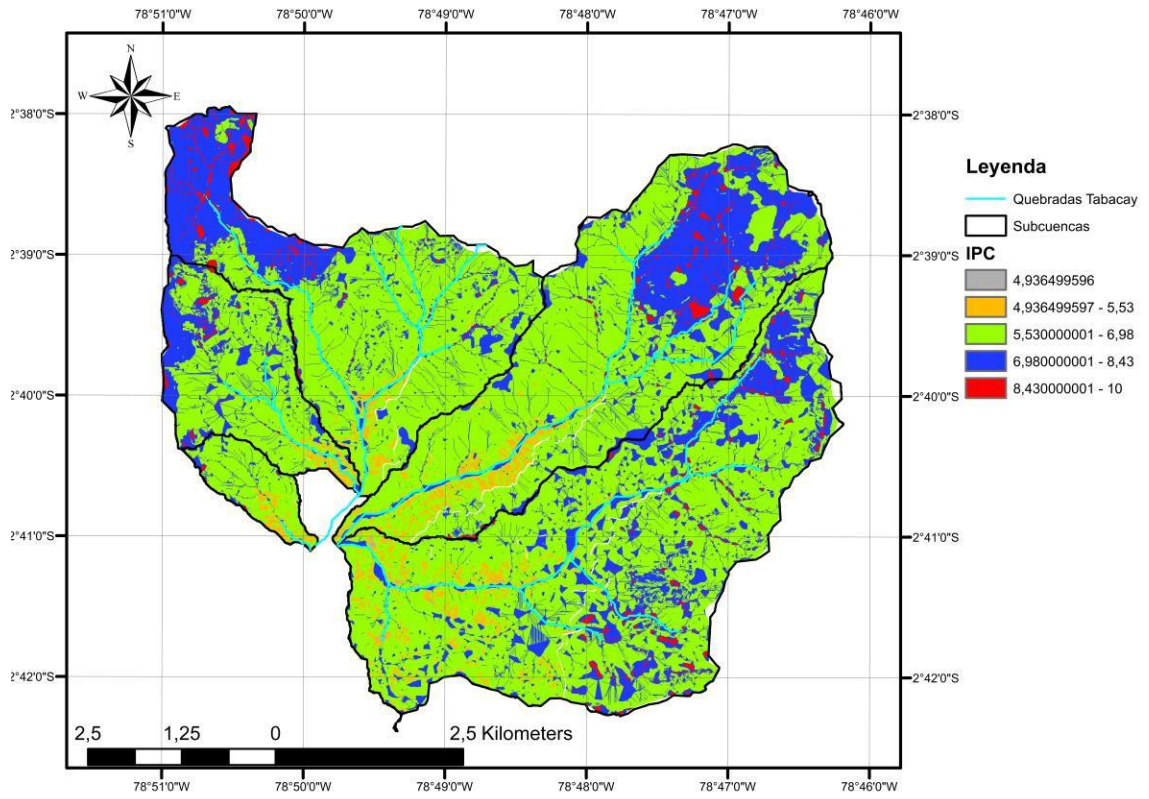 78°51'0"W 78°50'0"W 78°49'0"W 78°48'0"W 78°47'0"W 78°46'0"W
N
W E
S
2°38'0"S 2°38'0"S
2°39'0"S 2°39'0"S
2°40'0"S 2°40'0"S
2°41'0"S 2°41'0"S
2°42'0"S 2°42'0"S
Leyenda
Quebradas Tabacay
Subcuencas
IPC
4,936499596
4,936499597 - 5,53
5,530000001 - 6,98
6,980000001 - 8,43
8,430000001 - 10
2,5 1,25 0 2,5 Kilometers
78°51'0"W 78°50'0"W 78°49'0"W 78°48'0"W 78°47'0"W 78°46'0"W